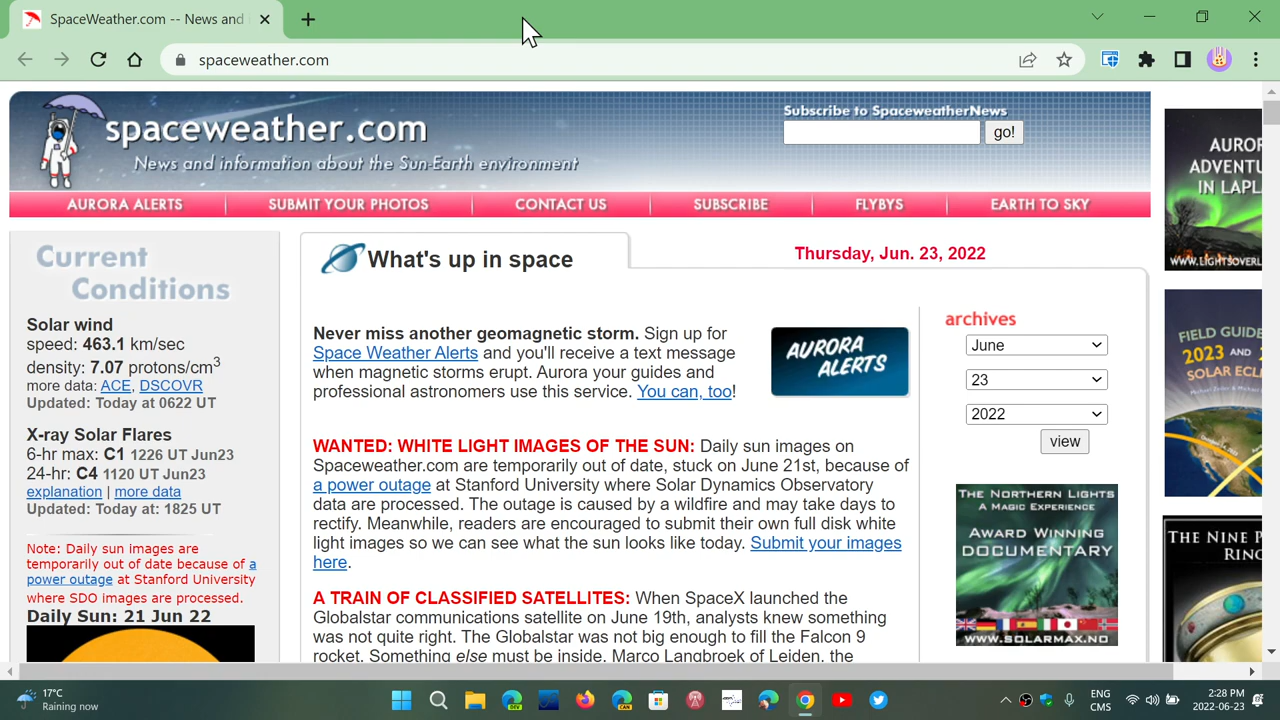 SpaceWeather.com -- News and
spaceweather.com
spaceweather.com
News and information about the Sun-Earth environment
Subscribe to SpaceweatherNews
go!
AURORA ALERTS
SUBMIT YOUR PHOTOS
CONTACT US
SUBSCRIBE
FLYBYS
EARTH TO SKY
Current
Conditions
Solar wind
speed: 463.1 km/sec
density: 7.07 protons/cm3
more data: ACE, DSCOVR
Updated: Today at 0622 UT
X-ray Solar Flares
6-hr max: C1 1226 UT Jun23
24-hr: C4 1120 UT Jun23
explanation | more data
Updated: Today at: 1825 UT
Note: Daily sun images are
temporarily out of date because of a
power outage at Stanford University
where SDO images are processed.
Daily Sun: 21 Jun 22
What's up in space
Thursday, Jun. 23, 2022
Never miss another geomagnetic storm. Sign up for
Space Weather Alerts and you'll receive a text message
when magnetic storms erupt. Aurora your guides and
professional astronomers use this service. You can, too!
AURORA
ALERTS
WANTED: WHITE LIGHT IMAGES OF THE SUN: Daily sun images on
Spaceweather.com are temporarily out of date, stuck on June 21st, because of
a power outage at Stanford University where Solar Dynamics Observatory
data are processed. The outage is caused by a wildfire and may take days to
rectify. Meanwhile, readers are encouraged to submit their own full disk white
light images so we can see what the sun looks like today. Submit your images
here.
A TRAIN OF CLASSIFIED SATELLITES: When SpaceX launched the
Globalstar communications satellite on June 19th, analysts knew something
was not quite right. The Globalstar was not big enough to fill the Falcon 9
rocket. Something else must be inside. Marco Langbroek of Leiden, the
archives
June
23
2022
view
THE NORTHERN LIGHTS
A MAGIC EXPERIENCE
AWARD WINNING
DOCUMENTARY
WWW.SOLARMAX.NO
AUROR
ADVENTU
IN LAPL
WWW.LIGHTSOVERL
FIELD GUIDE
2023 AND
SOLAR ECL
THE NINE P
RING
17°C
Raining now
DEV
CAN
ENG
CMS
2:28 PM
2022-06-23